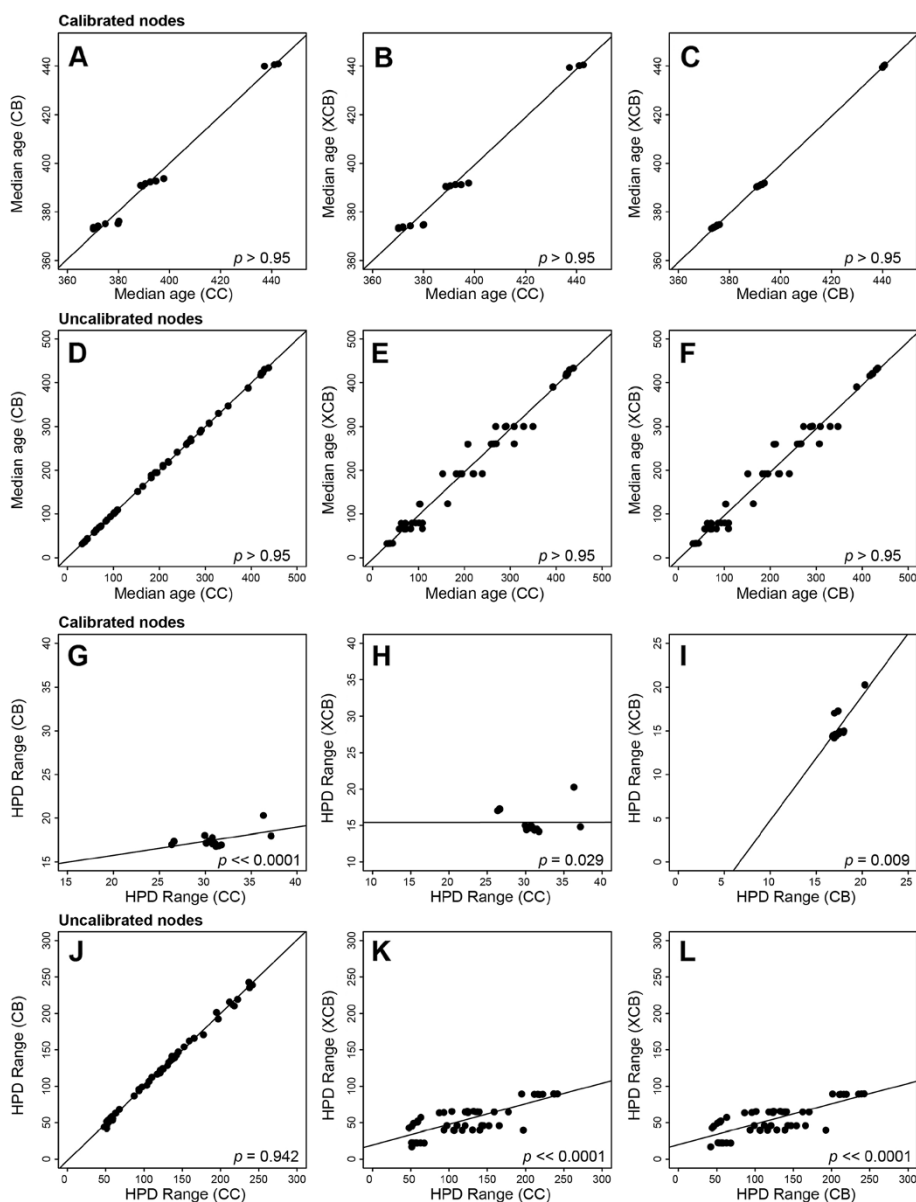 Calibrated nodes
A
Median age (CB)
360 380 400 420 440
p > 0.95
360 380 400 420 440
Median age (CC)
B
Median age (XCB)
360 380 400 420 440
p > 0.95
360 380 400 420 440
Median age (CC)
C
Median age (XCB)
360 380 400 420 440
p > 0.95
360 380 400 420 440
Median age (CB)
Uncalibrated nodes
D
Median age (CB)
0 100 200 300 400 500
p > 0.95
0 100 200 300 400 500
Median age (CC)
E
Median age (XCB)
0 100 200 300 400 500
p > 0.95
0 100 200 300 400 500
Median age (CC)
F
Median age (XCB)
0 100 200 300 400 500
p > 0.95
0 100 200 300 400 500
Median age (CB)
Calibrated nodes
G
HPD Range (CB)
15 20 25 30 35 40
p << 0.0001
15 20 25 30 35 40
HPD Range (CC)
H
HPD Range (XCB)
10 15 20 25 30 35 40
p = 0.029
10 15 20 25 30 35 40
HPD Range (CC)
I
HPD Range (XCB)
0 5 10 15 20 25
p = 0.009
0 5 10 15 20 25
HPD Range (CB)
Uncalibrated nodes
J
HPD Range (CB)
0 50 100 150 200 250 300
p = 0.942
0 50 100 150 200 250 300
HPD Range (CC)
K
HPD Range (XCB)
0 50 100 150 200 250 300
p << 0.0001
0 50 100 150 200 250 300
HPD Range (CC)
L
HPD Range (XCB)
0 50 100 150 200 250 300
p << 0.0001
0 50 100 150 200 250 300
HPD Range (CB)